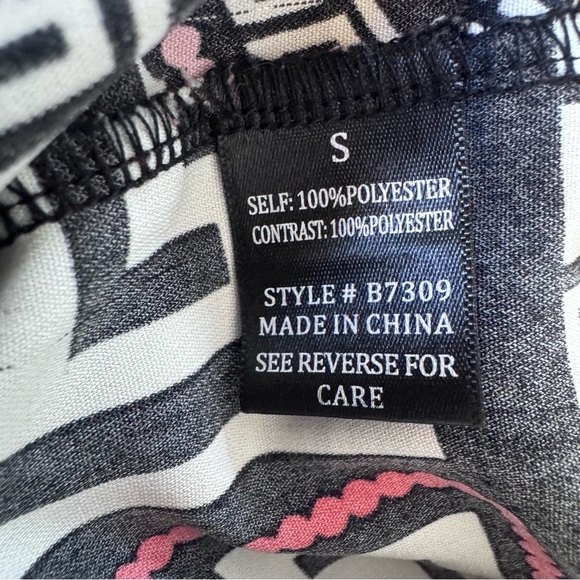 S
SELF: 100%POLYESTER
CONTRAST: 100%POLYESTER
STYLE # B7309
MADE IN CHINA
SEE REVERSE FOR
CARE